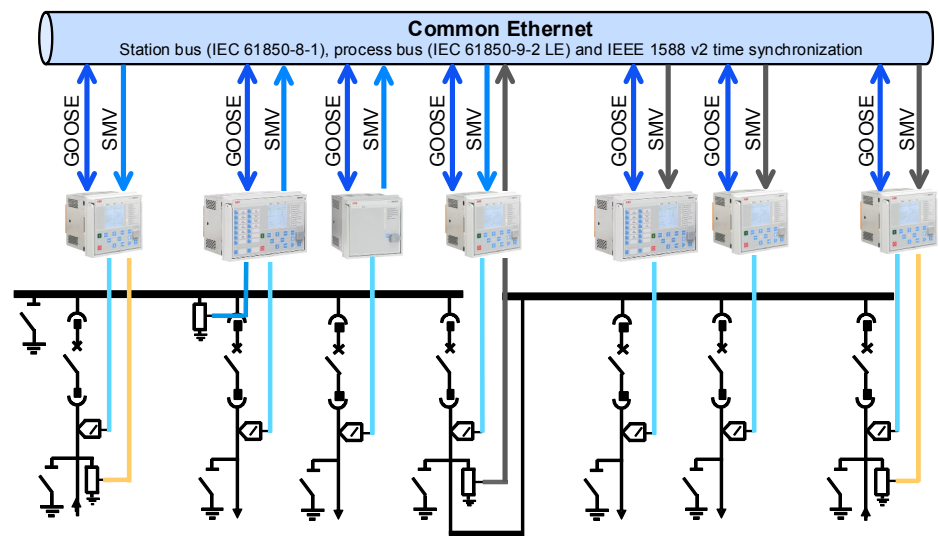 Common Ethernet
Station bus (IEC 61850-8-1), process bus (IEC 61850-9-2 LE) and IEEE 1588 v2 time synchronization
GOOSE
SMV
GOOSE
SMV
GOOSE
SMV
GOOSE
SMV
GOOSE
SMV
GOOSE
SMV
GOOSE
SMV